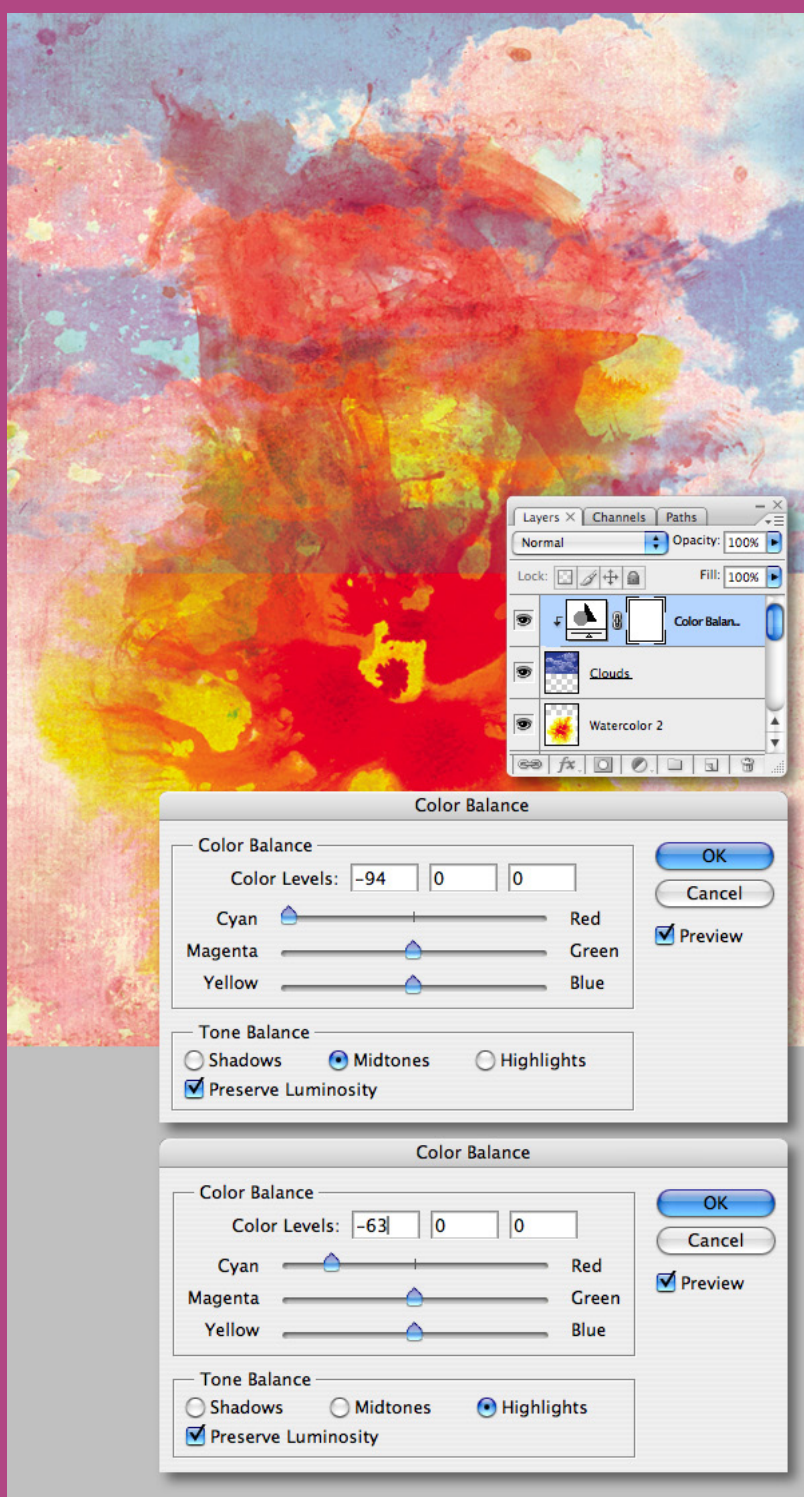 Layers × Channels Paths
Normal Opacity: 100%
Lock: Fill: 100%
Color Balan...
Clouds
Watercolor 2
fx
Color Balance
Color Balance
Color Levels: -94 0 0
OK
Cancel
Cyan Red
Preview
Magenta Green
Yellow Blue
Tone Balance
Shadows Midtones Highlights
Preserve Luminosity
Color Balance
Color Balance
Color Levels: -63 0 0
OK
Cancel
Cyan Red
Preview
Magenta Green
Yellow Blue
Tone Balance
Shadows Midtones Highlights
Preserve Luminosity